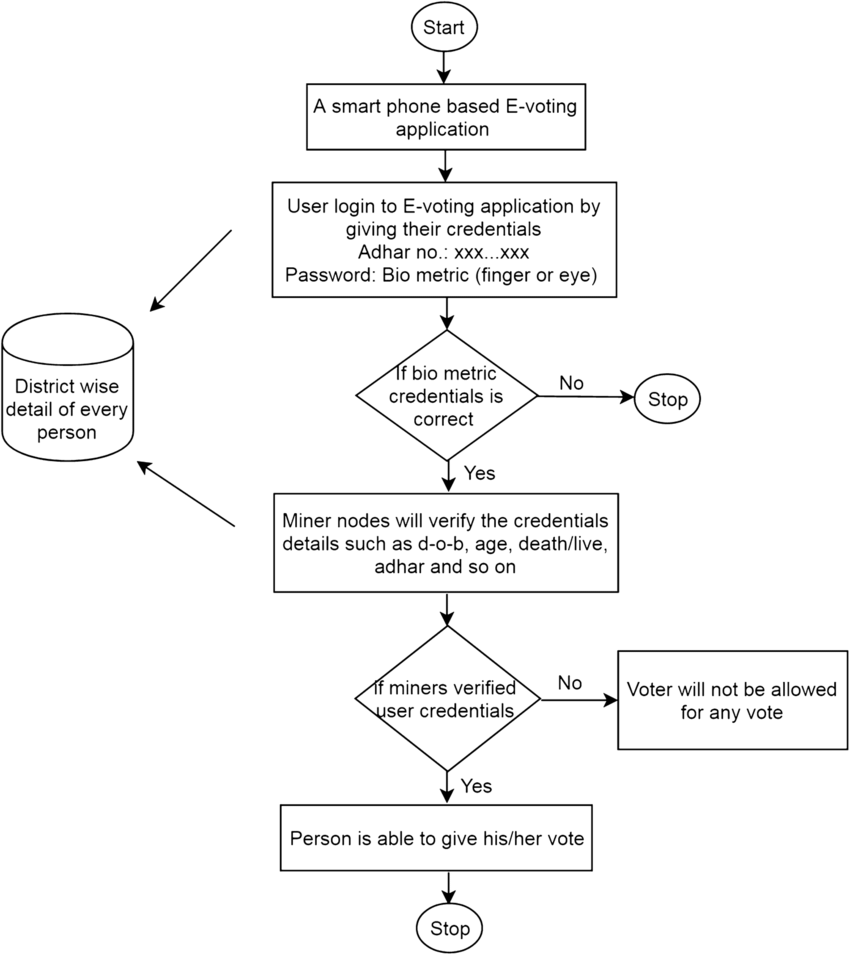 Start
A smart phone based E-voting
application
User login to E-voting application by
giving their credentials
Adhar no.: xxx...xxx
Password: Bio metric (finger or eye)
District wise
detail of every
person
If bio metric
credentials is
correct
No
Stop
Yes
Miner nodes will verify the credentials
details such as d-o-b, age, death/live,
adhar and so on
If miners verified
user credentials
No
Voter will not be allowed
for any vote
Yes
Person is able to give his/her vote
Stop